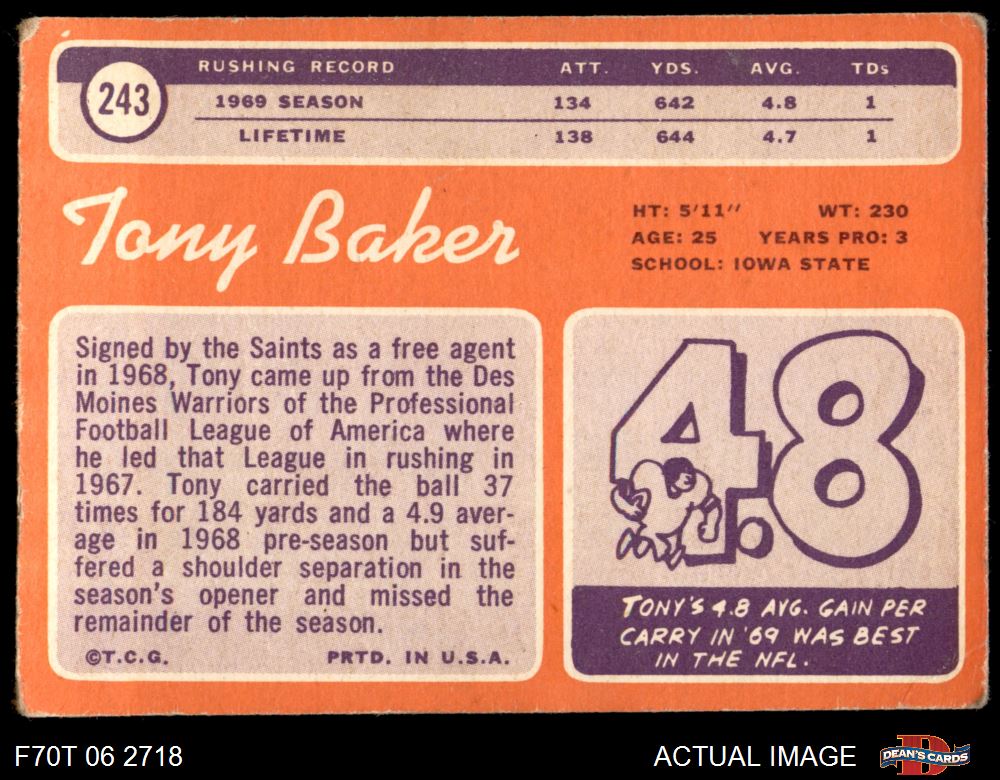 243
RUSHING RECORD ATT. YDS. AVG. TDs
1969 SEASON 134 642 4.8 1
LIFETIME 138 644 4.7 1
Tony Baker
HT: 5'11" WT: 230
AGE: 25 YEARS PRO: 3
SCHOOL: IOWA STATE
Signed by the Saints as a free agent
in 1968, Tony came up from the Des
Moines Warriors of the Professional
Football League of America where
he led that League in rushing in
1967. Tony carried the ball 37
times for 184 yards and a 4.9 aver-
age in 1968 pre-season but suf-
fered a shoulder separation in the
season's opener and missed the
remainder of the season.
©T.C.G. PRTD. IN U.S.A.
4.8
TONY'S 4.8 AVG. GAIN PER
CARRY IN '69 WAS BEST
IN THE NFL.
F70T 06 2718
ACTUAL IMAGE
DEAN'S CARDS